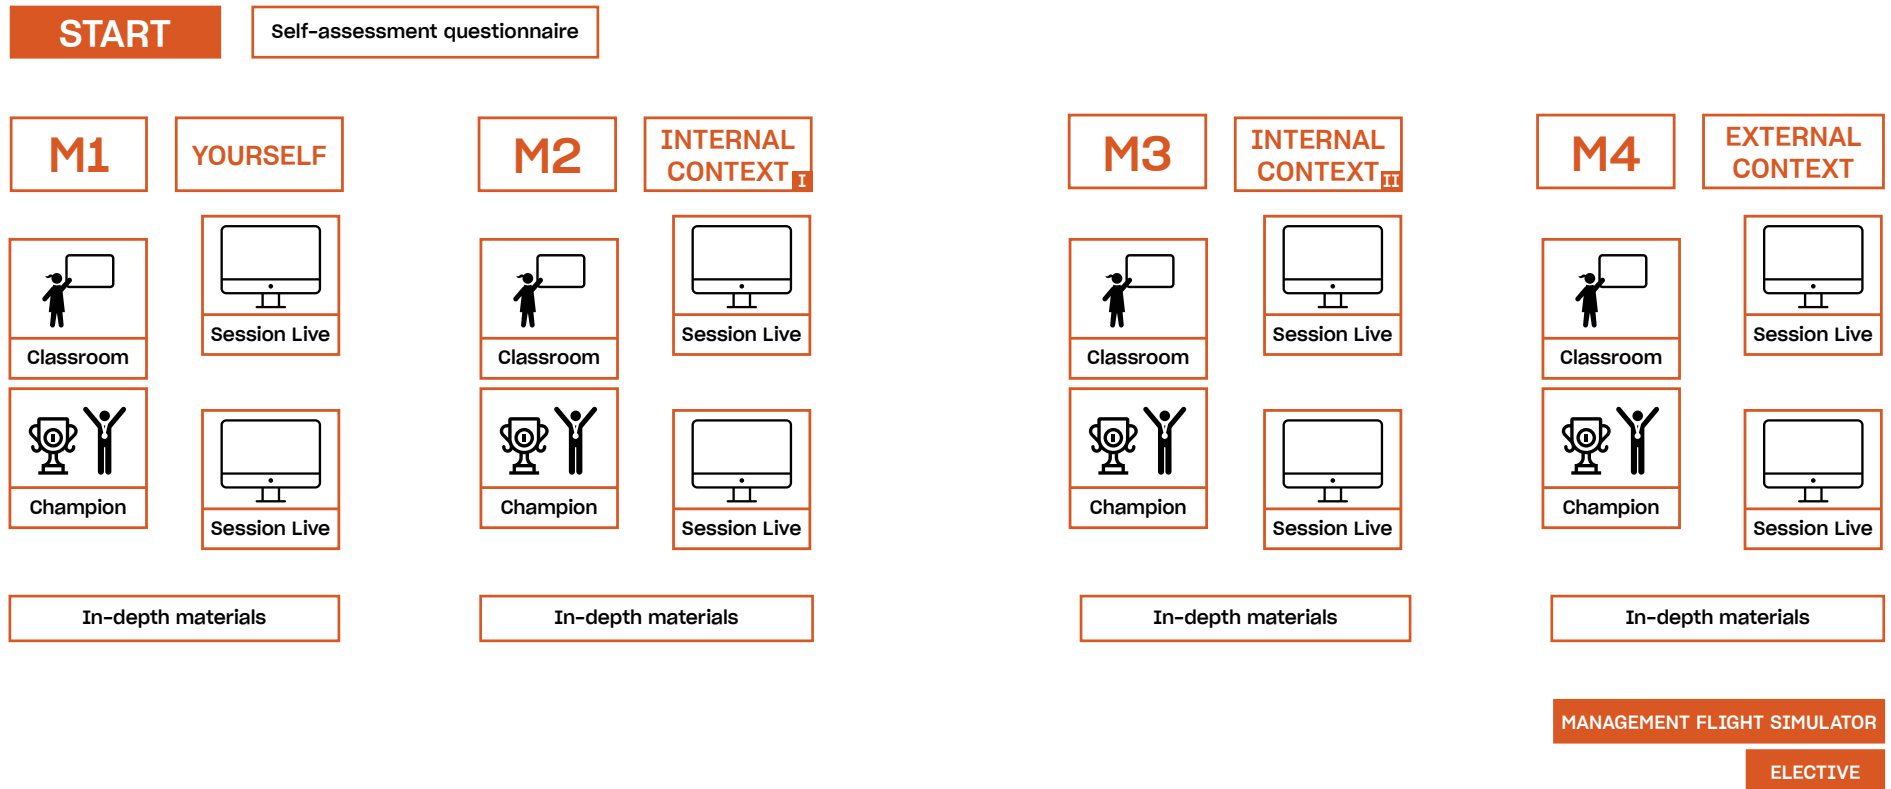 START
Self-assessment questionnaire
M1
YOURSELF
Classroom
Session Live
Champion
Session Live
In-depth materials
M2
INTERNAL
CONTEXT
I
Classroom
Session Live
Champion
Session Live
In-depth materials
M3
INTERNAL
CONTEXT
II
Classroom
Session Live
Champion
Session Live
In-depth materials
M4
EXTERNAL
CONTEXT
Classroom
Session Live
Champion
Session Live
In-depth materials
MANAGEMENT FLIGHT SIMULATOR
ELECTIVE